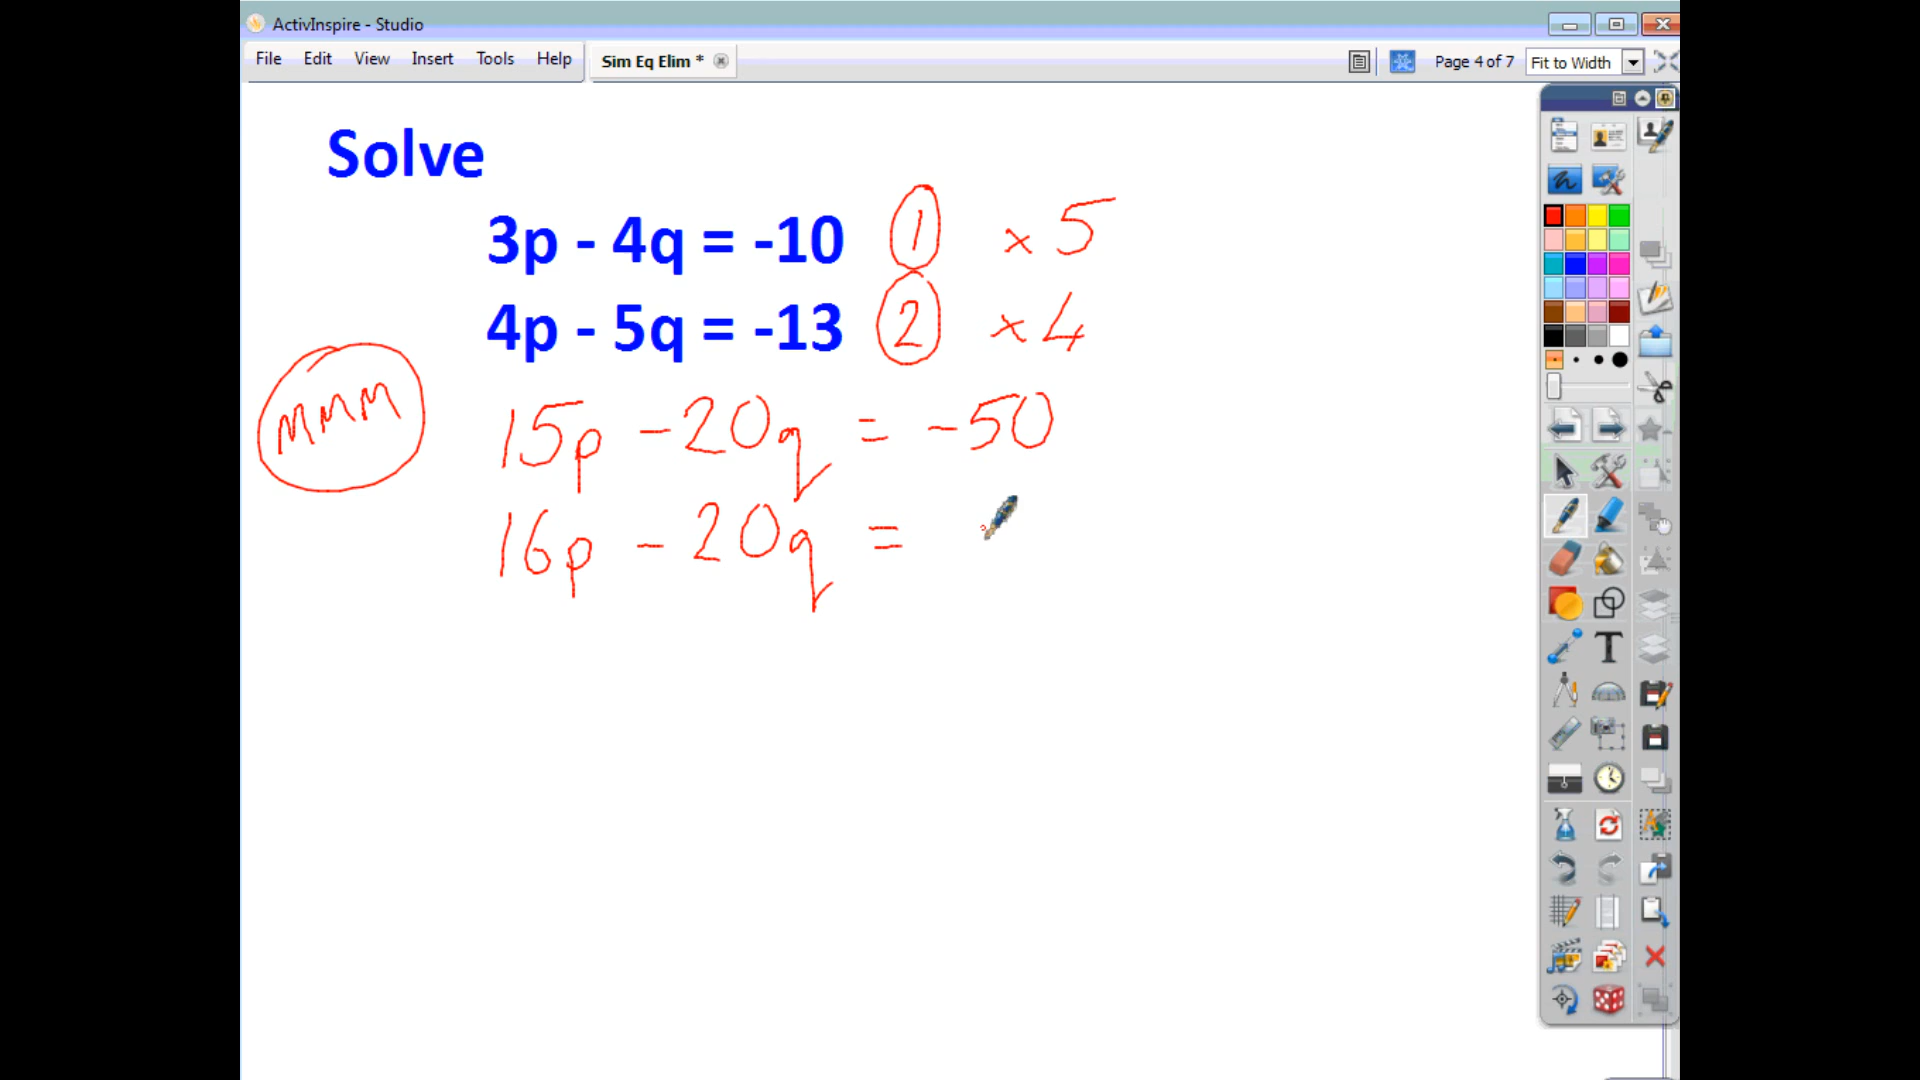 ActivInspire - Studio
File Edit View Insert Tools Help Sim Eq Elim * Page 4 of 7 Fit to Width
Solve
3p - 4q = -10 1 × 5
4p - 5q = -13 2 × 4
MMM
15p - 20q = -50
16p - 20q =